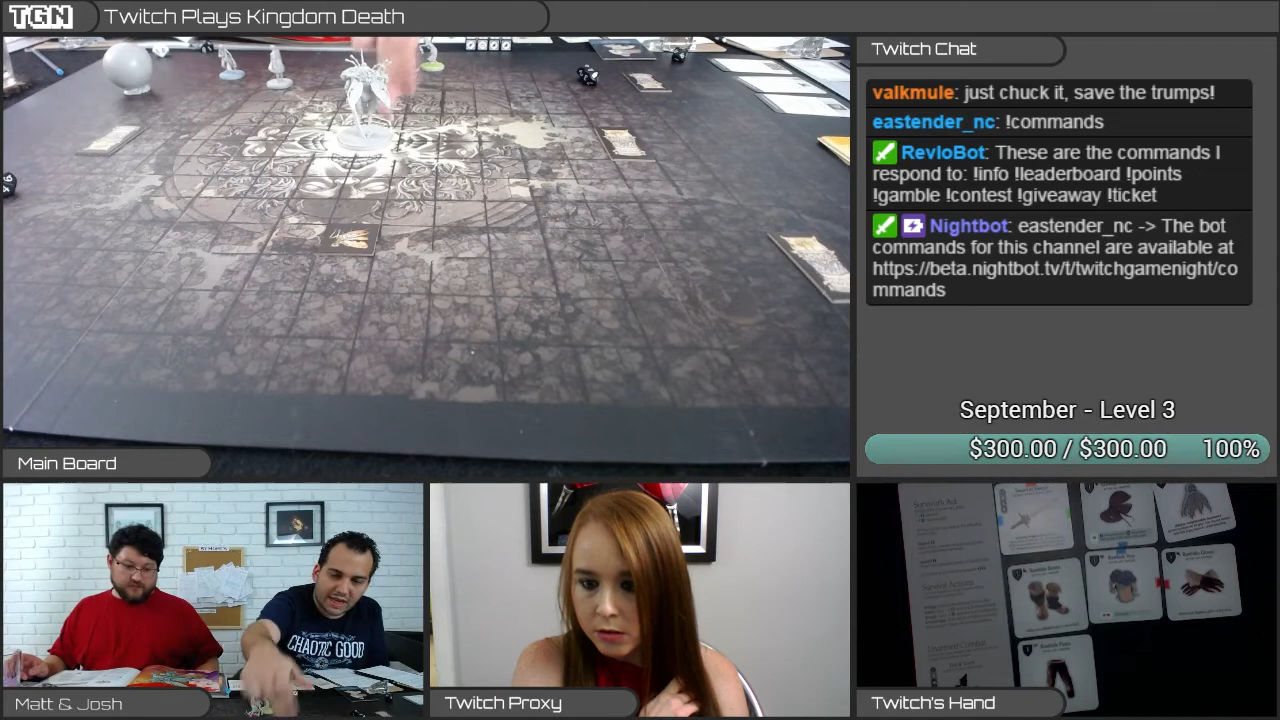 TGN
Twitch Plays Kingdom Death
Twitch Chat
valkmule: just chuck it, save the trumps!
eastender_nc: !commands
RevloBot: These are the commands I
respond to: !info !leaderboard !points
!gamble !contest !giveaway !ticket
Nightbot: eastender_nc -> The bot
commands for this channel are available at
https://beta.nightbot.tv/t/twitchgamenight/co
mmands
September - Level 3
$300.00 / $300.00 100%
Main Board
CHAOTIC GOOD
Matt & Josh
Twitch Proxy
Survival Actions
Twitch's Hand